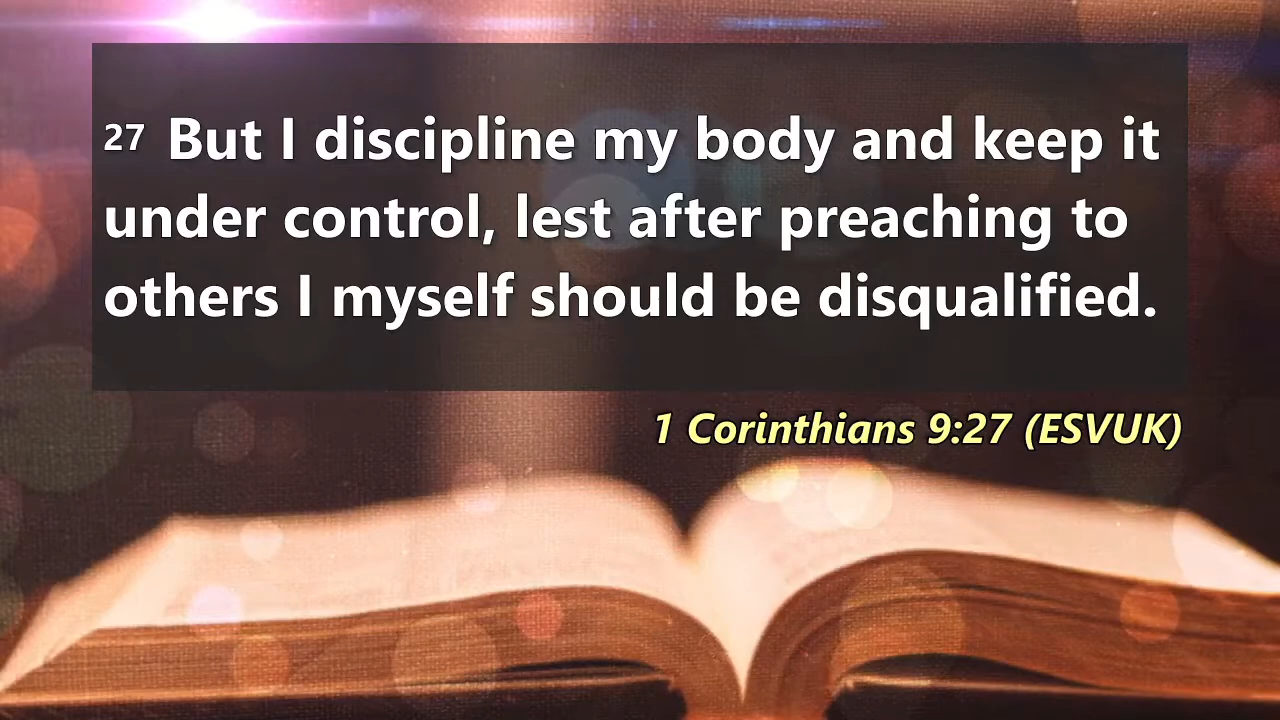 27 But I discipline my body and keep it
under control, lest after preaching to
others I myself should be disqualified.
1 Corinthians 9:27 (ESVUK)